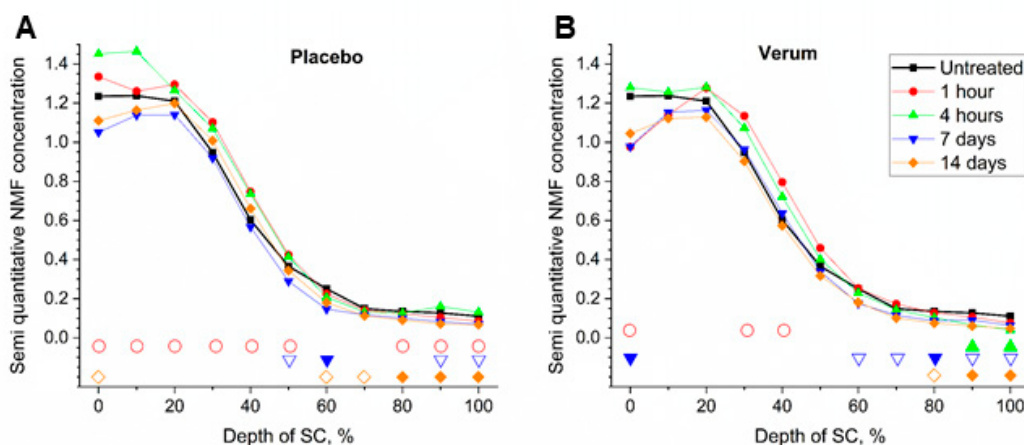 A
Placebo
Semi quantitative NMF concentration
1.4
1.2
1.0
0.8
0.6
0.4
0.2
0.0
0 20 40 60 80 100
Depth of SC, %
B
Verum
Untreated
1 hour
4 hours
7 days
14 days
Semi quantitative NMF concentration
1.4
1.2
1.0
0.8
0.6
0.4
0.2
0.0
0 20 40 60 80 100
Depth of SC, %